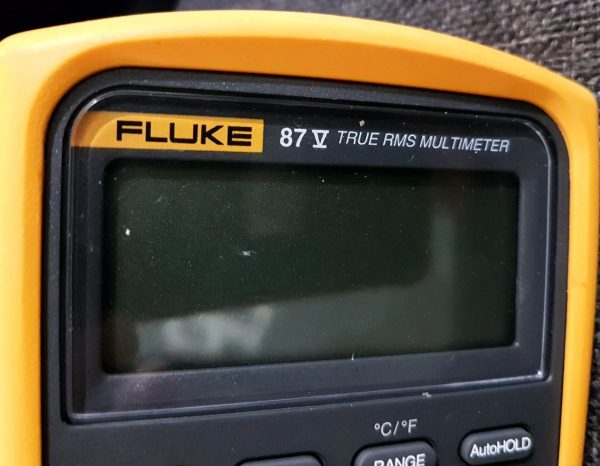 FLUKE 87 V TRUE RMS MULTIMETER
°C/°F
RANGE
AutoHOLD